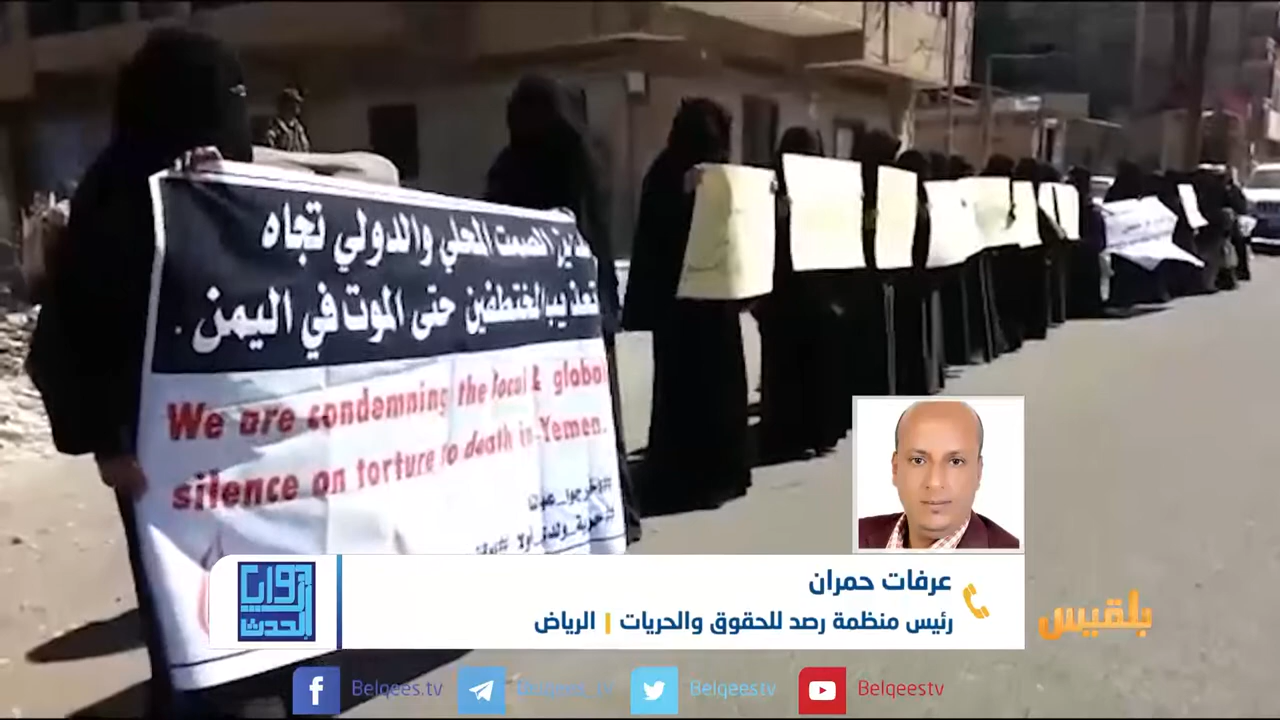 ندين الصمت المحلي والدولي تجاه
تعذيب المختطفين حتى الموت في اليمن.
We are condemning the local & global
silence on torture to death in Yemen.
زوايا
الحدث
عرفات حمران
رئيس منظمة رصد للحقوق والحريات | الرياض
بلقيس
Belqees.tv
Belqees.tv
Belqees.tv
Belqeestv